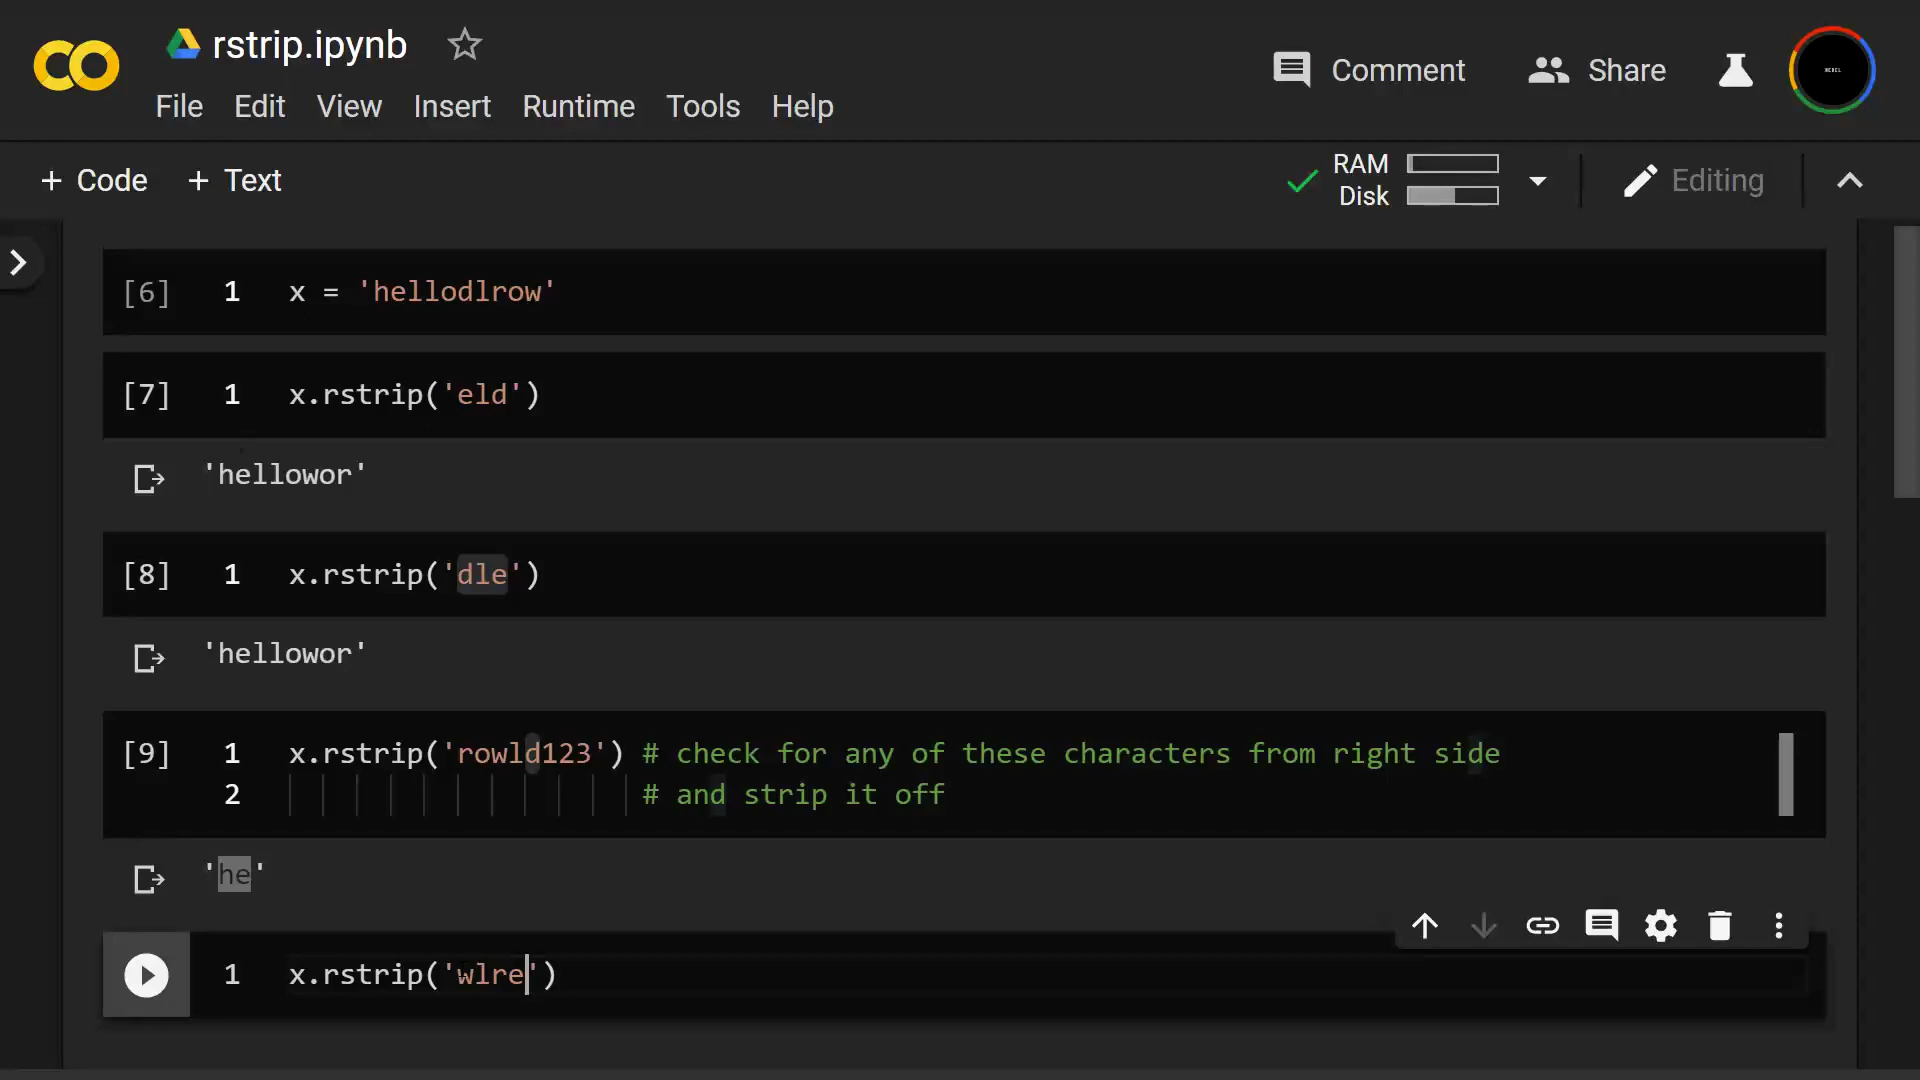 rstrip.ipynb
Comment
Share
File Edit View Insert Runtime Tools Help
+ Code + Text
RAM
Disk
Editing
[6] 1 x = 'hellodlrow'
[7] 1 x.rstrip('eld')
'hellowor'
[8] 1 x.rstrip('dle')
'hellowor'
[9] 1 x.rstrip('rowld123') # check for any of these characters from right side
2 # and strip it off
'he'
1 x.rstrip('wlre')